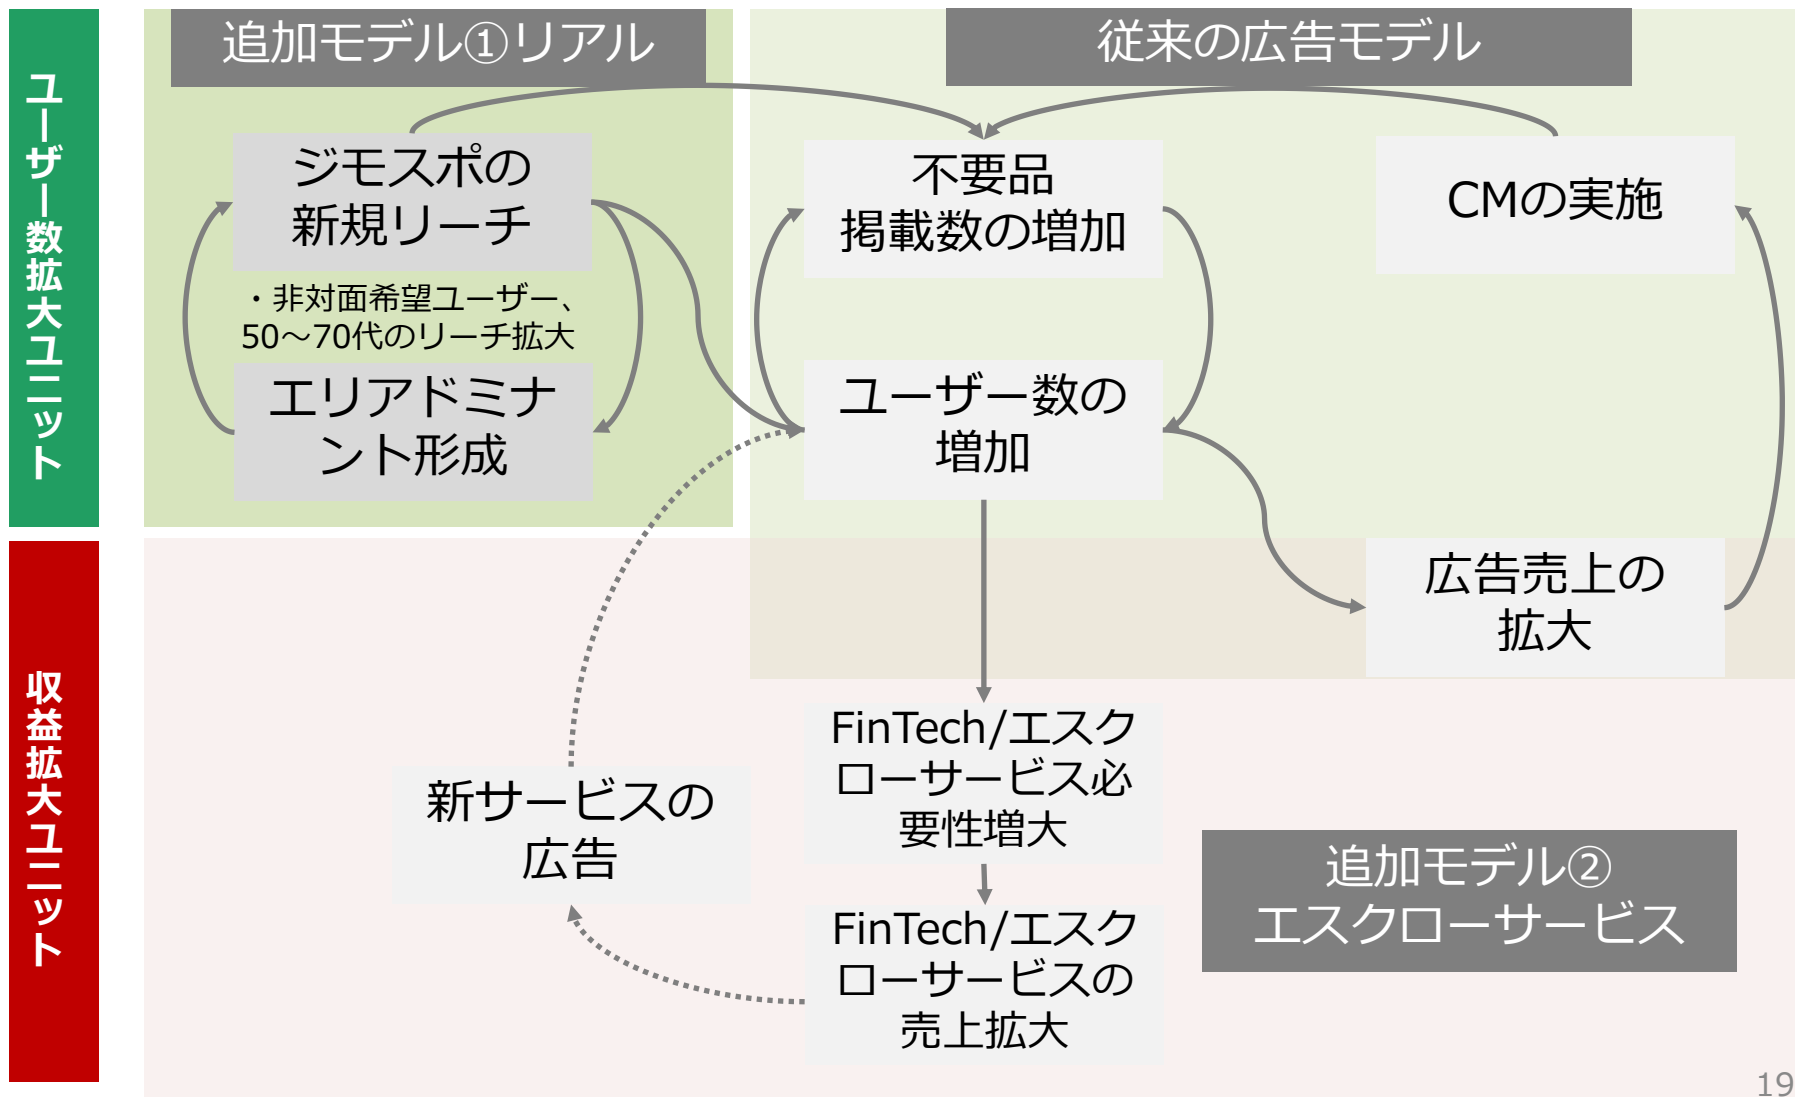 ユーザー数拡大ユニット
収益拡大ユニット
追加モデル①リアル
従来の広告モデル
ジモスポの
新規リーチ
・非対面希望ユーザー、
50～70代のリーチ拡大
エリアドミナ
ント形成
不要品
掲載数の増加
CMの実施
ユーザー数の
増加
広告売上の
拡大
FinTech/エスク
ローサービス必
要性増大
新サービスの
広告
追加モデル②
エスクローサービス
FinTech/エスク
ローサービスの
売上拡大
19